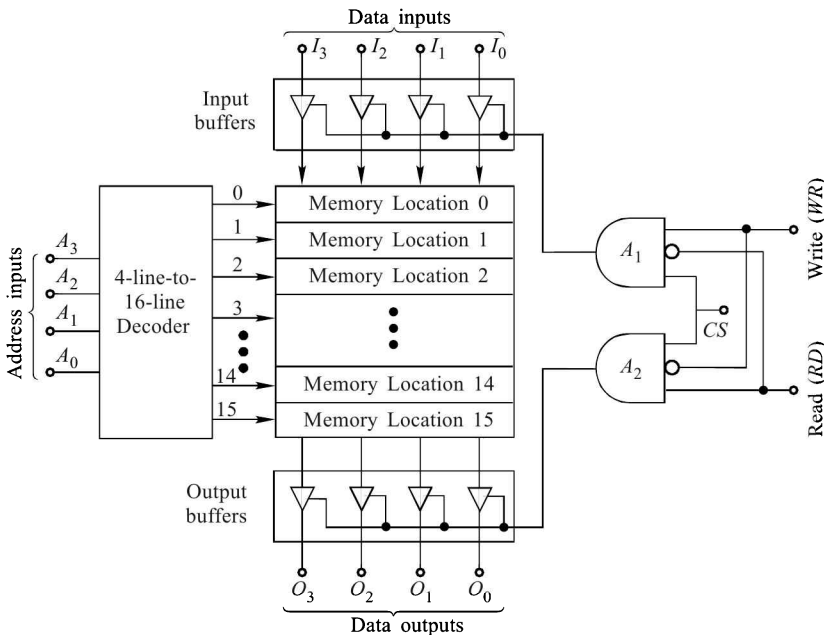 Data inputs
I3 I2 I1 I0
Input
buffers
0
Memory Location 0
1
Memory Location 1
2
Memory Location 2
3
14
Memory Location 14
15
Memory Location 15
Address inputs
A3
A2
A1
A0
4-line-to-
16-line
Decoder
A1
A2
CS
Write (WR)
Read (RD)
Output
buffers
O3 O2 O1 O0
Data outputs